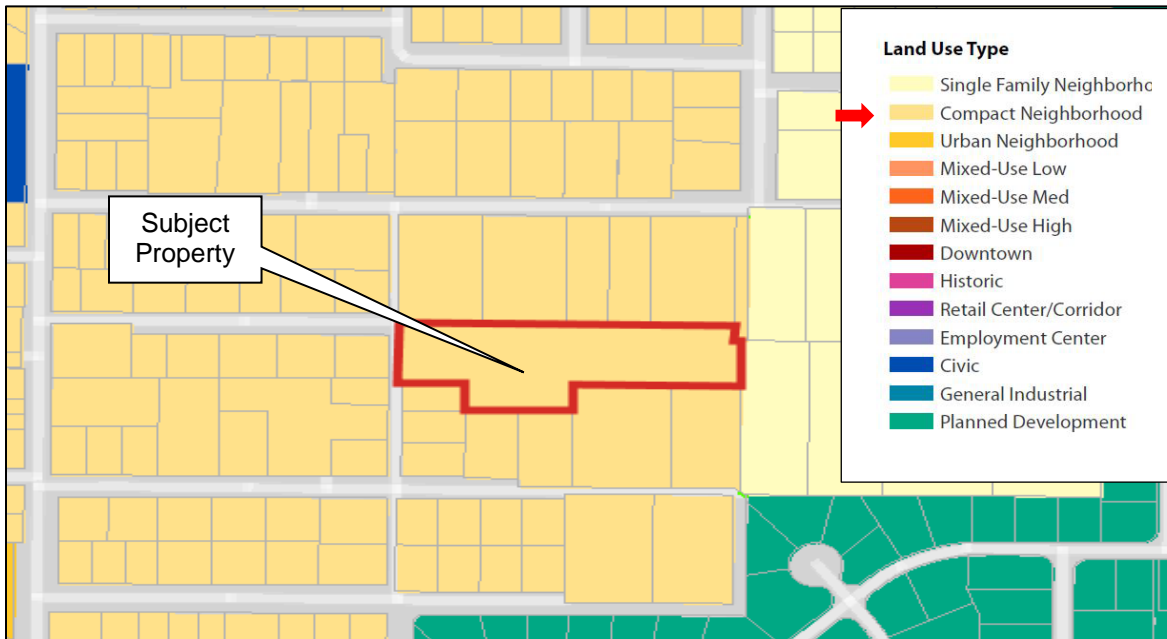 Subject
Property
Land Use Type
Single Family Neighborho
Compact Neighborhood
Urban Neighborhood
Mixed-Use Low
Mixed-Use Med
Mixed-Use High
Downtown
Historic
Retail Center/Corridor
Employment Center
Civic
General Industrial
Planned Development